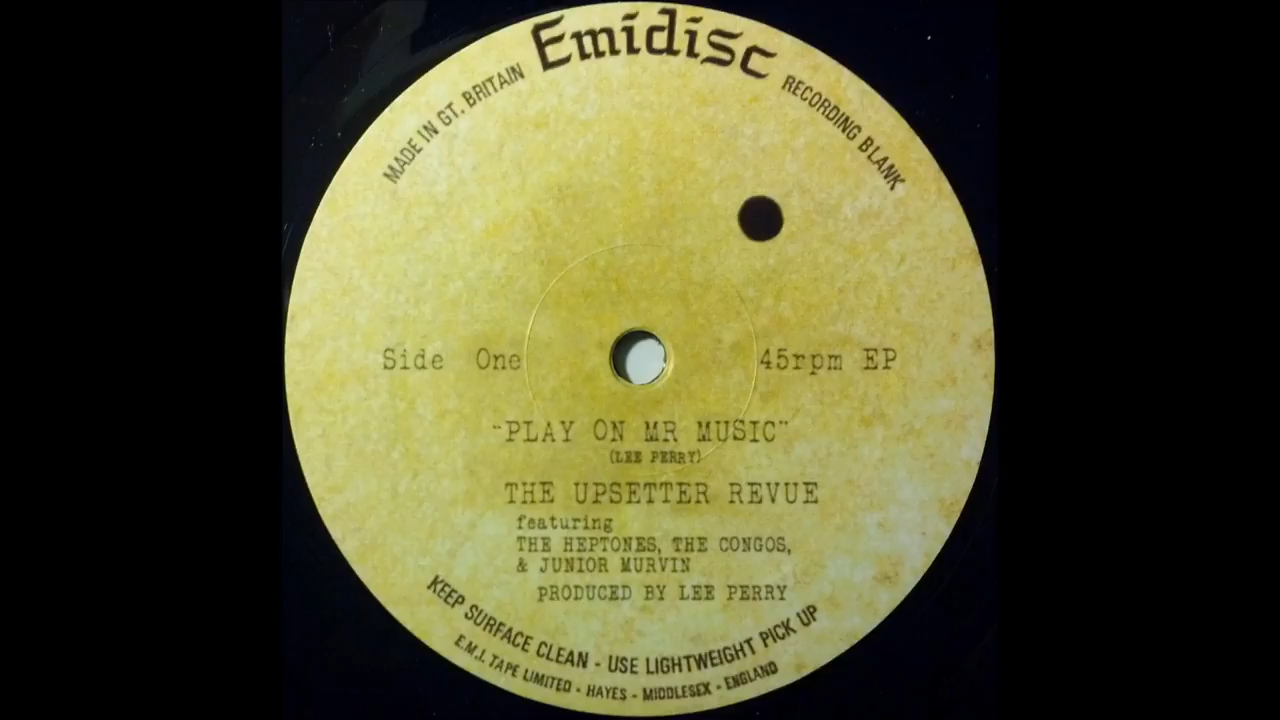 Emidisc
MADE IN GT. BRITAIN
RECORDING BLANK
Side One
45rpm EP
"PLAY ON MR MUSIC"
(LEE PERRY)
THE UPSETTER REVUE
featuring
THE HEPTONES, THE CONGOS,
& JUNIOR MURVIN
PRODUCED BY LEE PERRY
KEEP SURFACE CLEAN - USE LIGHTWEIGHT PICK UP
E.M.I. TAPE LIMITED - HAYES - MIDDLESEX - ENGLAND